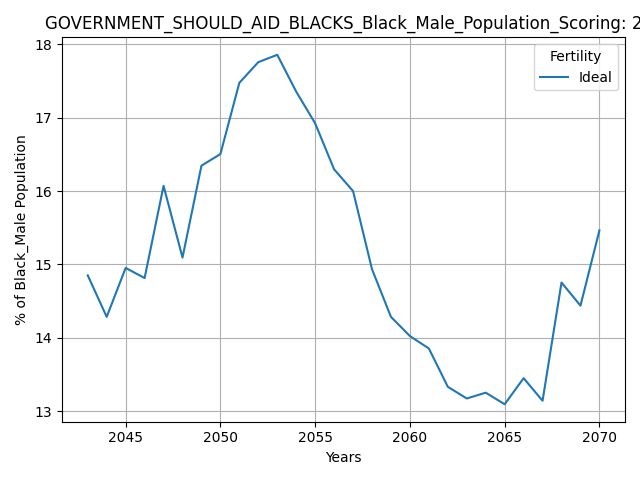 GOVERNMENT_SHOULD_AID_BLACKS_Black_Male_Population_Scoring: 2
18
17
16
15
14
13
% of Black_Male Population
Fertility
Ideal
2045 2050 2055 2060 2065 2070
Years